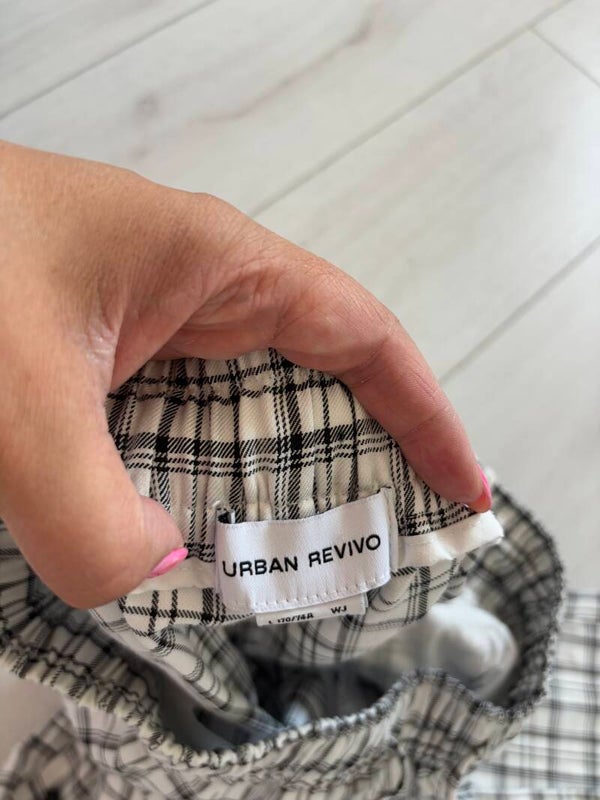 URBAN REVIVO
L 170/74A WJ